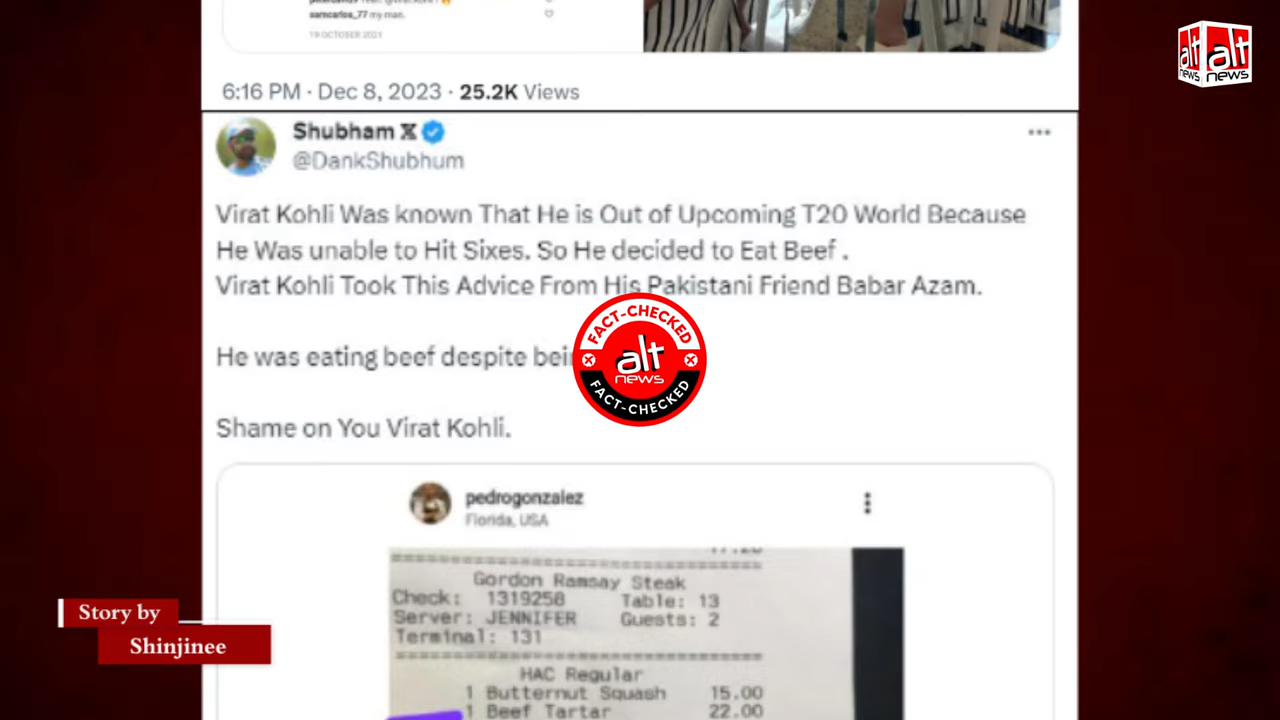 samcarlos_77 my man.
19 OCTOBER 2021
alt alt
news news
6:16 PM · Dec 8, 2023 · 25.2K Views
Shubham X
@DankShubhum
Virat Kohli Was known That He is Out of Upcoming T20 World Because
He Was unable to Hit Sixes. So He decided to Eat Beef .
Virat Kohli Took This Advice From His Pakistani Friend Babar Azam.
He was eating beef despite bei
FACT-CHECKED
alt
news
FACT-CHECKED
Shame on You Virat Kohli.
pedrogonzalez
Florida, USA
Gordon Ramsay Steak
Check: 1319258 Table: 13
Server: JENNIFER Guests: 2
Terminal: 131
HAC Regular
1 Butternut Squash 15.00
1 Beef Tartar 22.00
Story by
Shinjinee